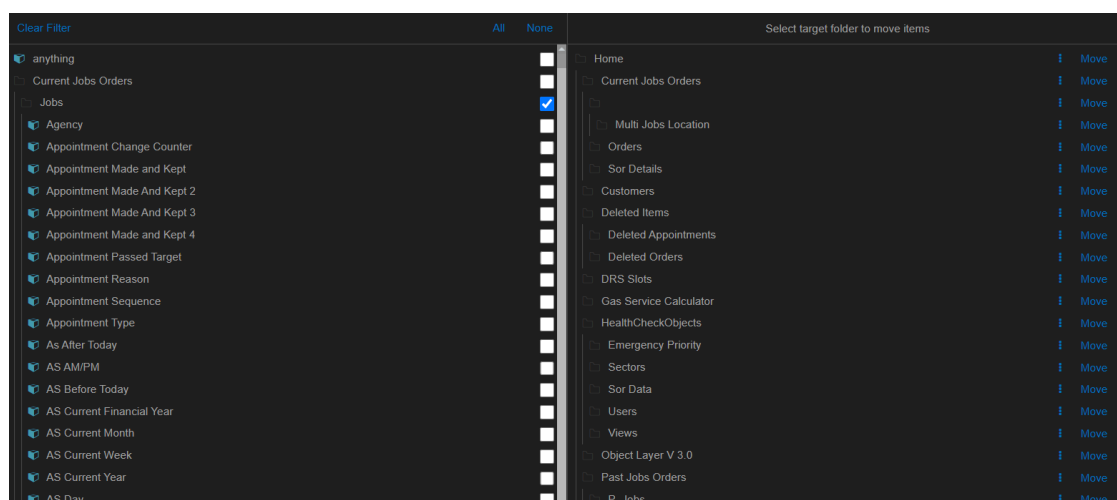 Clear Filter All None Select target folder to move items
anything
Current Jobs Orders
Jobs
Agency
Appointment Change Counter
Appointment Made and Kept
Appointment Made And Kept 2
Appointment Made And Kept 3
Appointment Made and Kept 4
Appointment Passed Target
Appointment Reason
Appointment Sequence
Appointment Type
As After Today
AS AM/PM
AS Before Today
AS Current Financial Year
AS Current Month
AS Current Week
AS Current Year
AS Day
Home Move
Current Jobs Orders Move
Move
Multi Jobs Location Move
Orders Move
Sor Details Move
Customers Move
Deleted Items Move
Deleted Appointments Move
Deleted Orders Move
DRS Slots Move
Gas Service Calculator Move
HealthCheckObjects Move
Emergency Priority Move
Sectors Move
Sor Data Move
Users Move
Views Move
Object Layer V 3.0 Move
Past Jobs Orders Move
P. Jobs Move